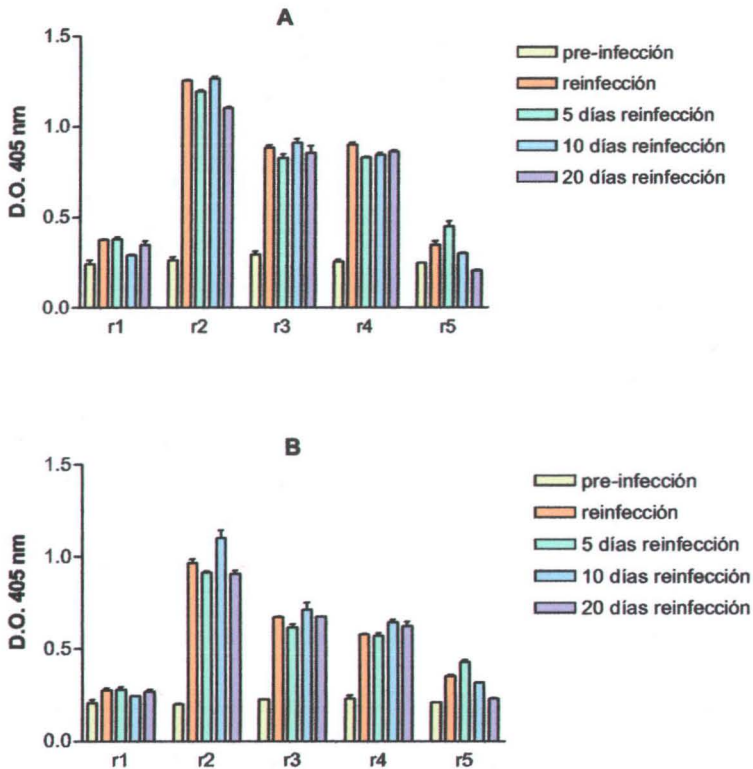 A
1.5
1.0
0.5
0.0
D.O. 405 nm
r1 r2 r3 r4 r5
pre-infección
reinfección
5 días reinfección
10 días reinfección
20 días reinfección
B
1.5
1.0
0.5
0.0
D.O. 405 nm
r1 r2 r3 r4 r5
pre-infección
reinfección
5 días reinfección
10 días reinfección
20 días reinfección